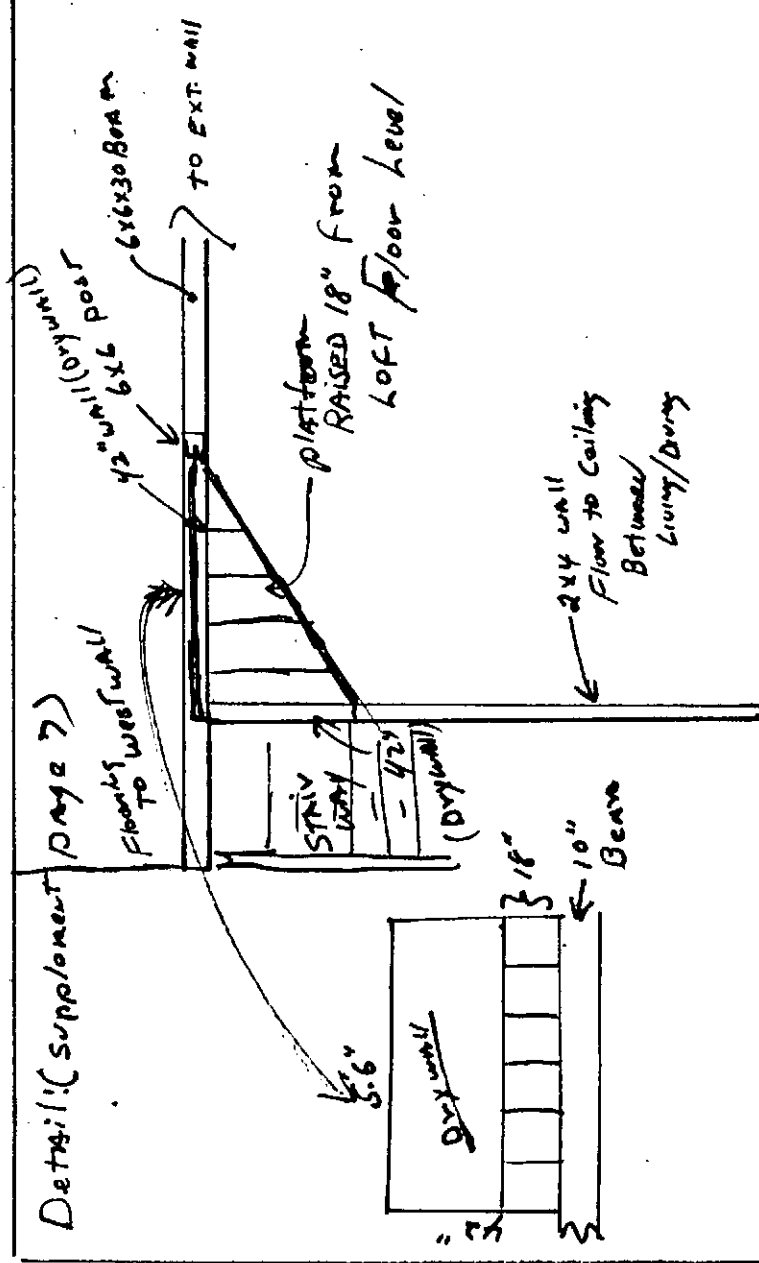 Detail: (Supplement page 7)
Flooring
TO WEST WALL
42" WALL (DRYWALL)
6x6 post
6x6x30 BEAM
TO EXT. WALL
platform
RAISED 18" From
LOFT Floor Level
STAIR
WAY
42"
(DRYWALL)
2x4 WALL
Floor to Ceiling
Between
Living/Dining
5.6"
Drywall
18"
10"
Beam